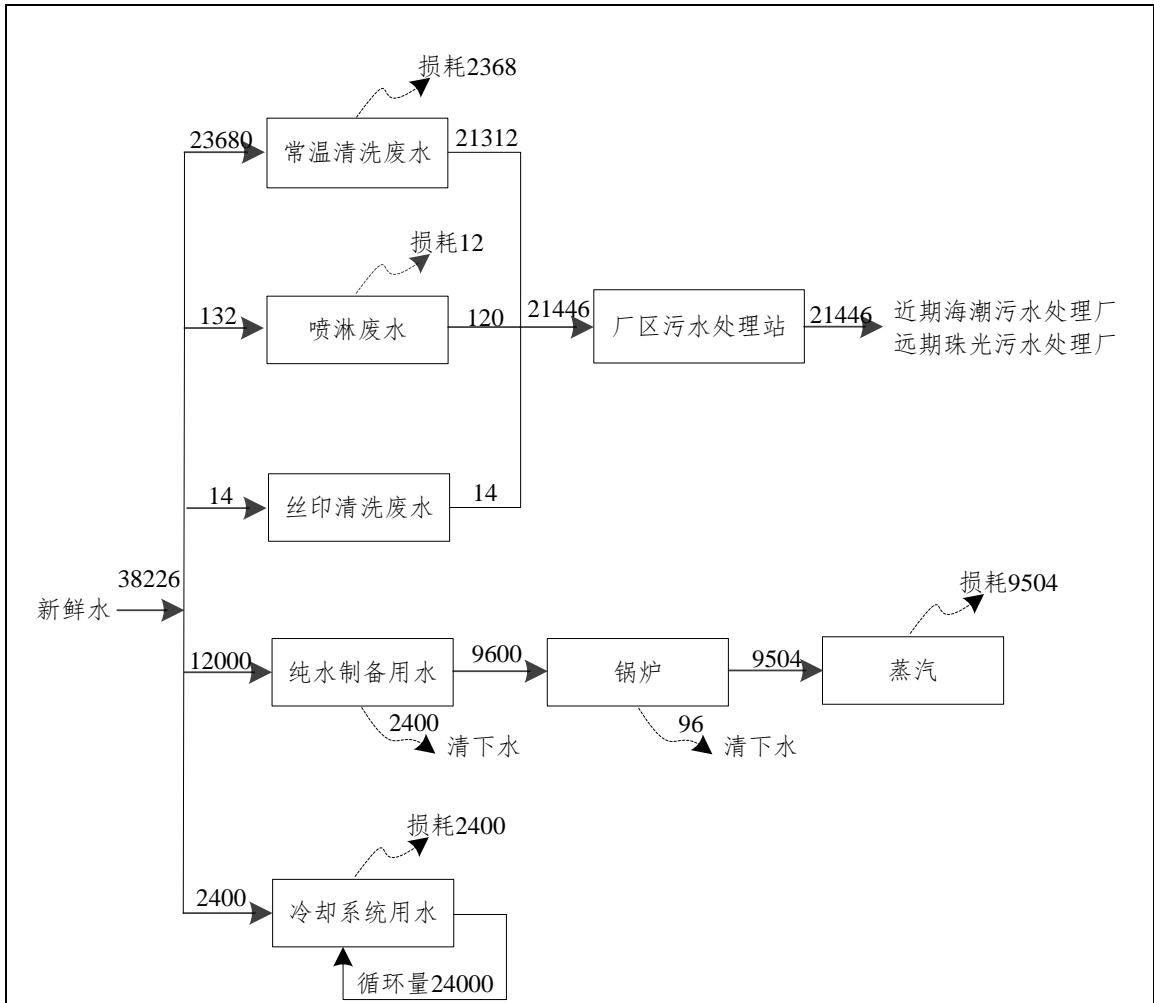 损耗2368
23680
常温清洗废水
21312
损耗12
132
喷淋废水
120
21446
厂区污水处理站
21446
近期海潮污水处理厂
远期珠光污水处理厂
14
丝印清洗废水
14
新鲜水
38226
损耗9504
12000
纯水制备用水
9600
锅炉
9504
蒸汽
2400
清下水
96
清下水
损耗2400
2400
冷却系统用水
循环量24000